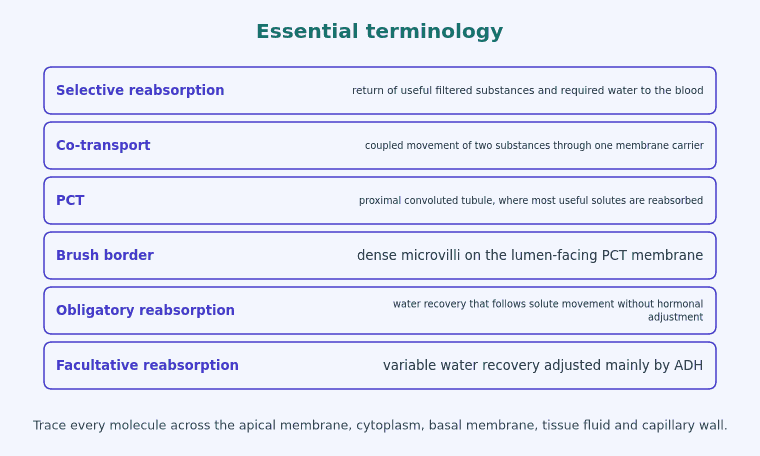 Essential terminology
Selective reabsorption
return of useful filtered substances and required water to the blood
Co-transport
coupled movement of two substances through one membrane carrier
PCT
proximal convoluted tubule, where most useful solutes are reabsorbed
Brush border
dense microvilli on the lumen-facing PCT membrane
Obligatory reabsorption
water recovery that follows solute movement without hormonal
adjustment
Facultative reabsorption
variable water recovery adjusted mainly by ADH
Trace every molecule across the apical membrane, cytoplasm, basal membrane, tissue fluid and capillary wall.